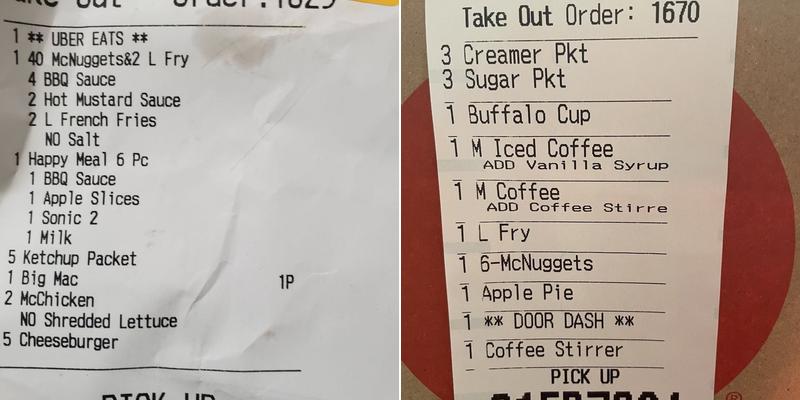 Order:1629
1 ** UBER EATS **
1 40 McNuggets&2 L Fry
4 BBQ Sauce
2 Hot Mustard Sauce
2 L French Fries
NO Salt
1 Happy Meal 6 Pc
1 BBQ Sauce
1 Apple Slices
1 Sonic 2
1 Milk
5 Ketchup Packet
1 Big Mac 1P
2 McChicken
NO Shredded Lettuce
5 Cheeseburger
PICK UP
Take Out Order: 1670
3 Creamer Pkt
3 Sugar Pkt
1 Buffalo Cup
1 M Iced Coffee
ADD Vanilla Syrup
1 M Coffee
ADD Coffee Stirre
1 L Fry
1 6-McNuggets
1 Apple Pie
1 ** DOOR DASH **
1 Coffee Stirrer
PICK UP